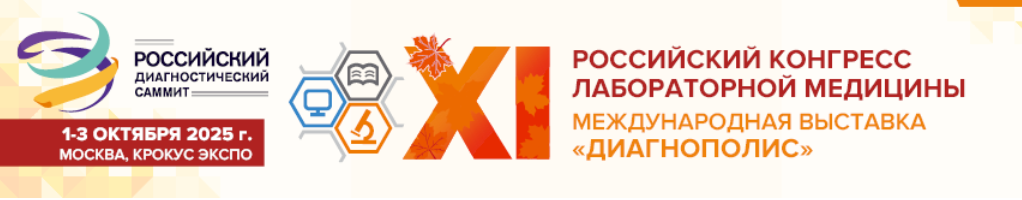 РОССИЙСКИЙ
ДИАГНОСТИЧЕСКИЙ
САММИТ
1-3 ОКТЯБРЯ 2025 г.
МОСКВА, КРОКУС ЭКСПО
XI
РОССИЙСКИЙ КОНГРЕСС
ЛАБОРАТОРНОЙ МЕДИЦИНЫ
МЕЖДУНАРОДНАЯ ВЫСТАВКА
«ДИАГНОПОЛИС»